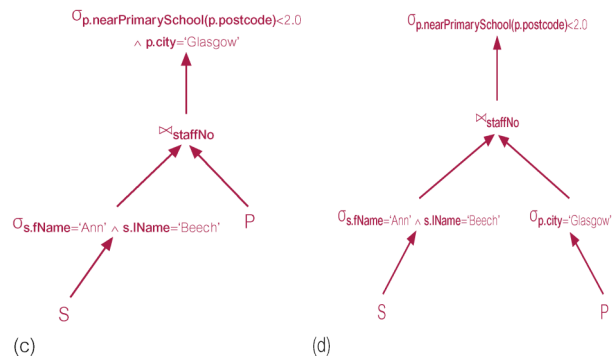 σp.nearPrimarySchool(p.postcode)<2.0
∧ p.city='Glasgow'
⋈staffNo
σs.fName='Ann' ∧ s.lName='Beech'
P
S
(c)
σp.nearPrimarySchool(p.postcode)<2.0
⋈staffNo
σs.fName='Ann' ∧ s.lName='Beech'
σp.city='Glasgow'
S
P
(d)